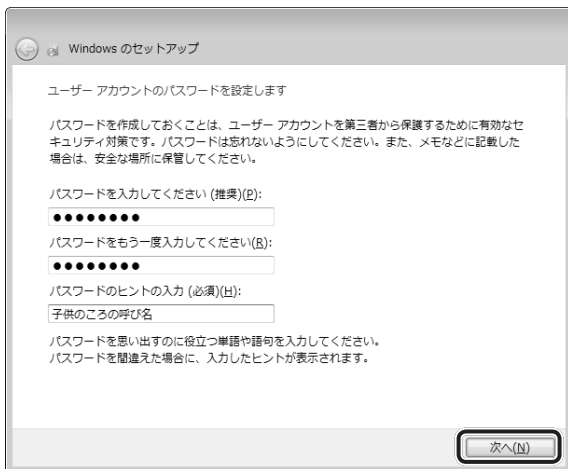 Windows のセットアップ
ユーザー アカウントのパスワードを設定します
パスワードを作成しておくことは、ユーザー アカウントを第三者から保護するために有効なセ
キュリティ対策です。パスワードは忘れないようにしてください。また、メモなどに記載した
場合は、安全な場所に保管してください。
パスワードを入力してください (推奨)(P):
●●●●●●●●
パスワードをもう一度入力してください(R):
●●●●●●●●
パスワードのヒントの入力 (必須)(H):
子供のころの呼び名
パスワードを思い出すのに役立つ単語や語句を入力してください。
パスワードを間違えた場合に、入力したヒントが表示されます。
次へ(N)